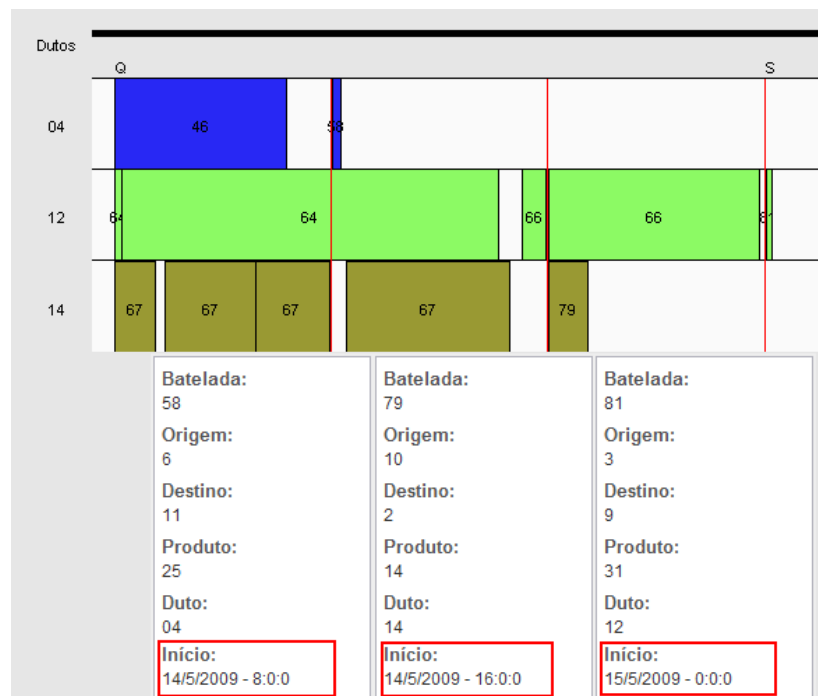 Dutos
Q S
04 46 58
12 64 64 66 66 81
14 67 67 67 67 79
Batelada:
58
Origem:
6
Destino:
11
Produto:
25
Duto:
04
Início:
14/5/2009 - 8:0:0
Batelada:
79
Origem:
10
Destino:
2
Produto:
14
Duto:
14
Início:
14/5/2009 - 16:0:0
Batelada:
81
Origem:
3
Destino:
9
Produto:
31
Duto:
12
Início:
15/5/2009 - 0:0:0